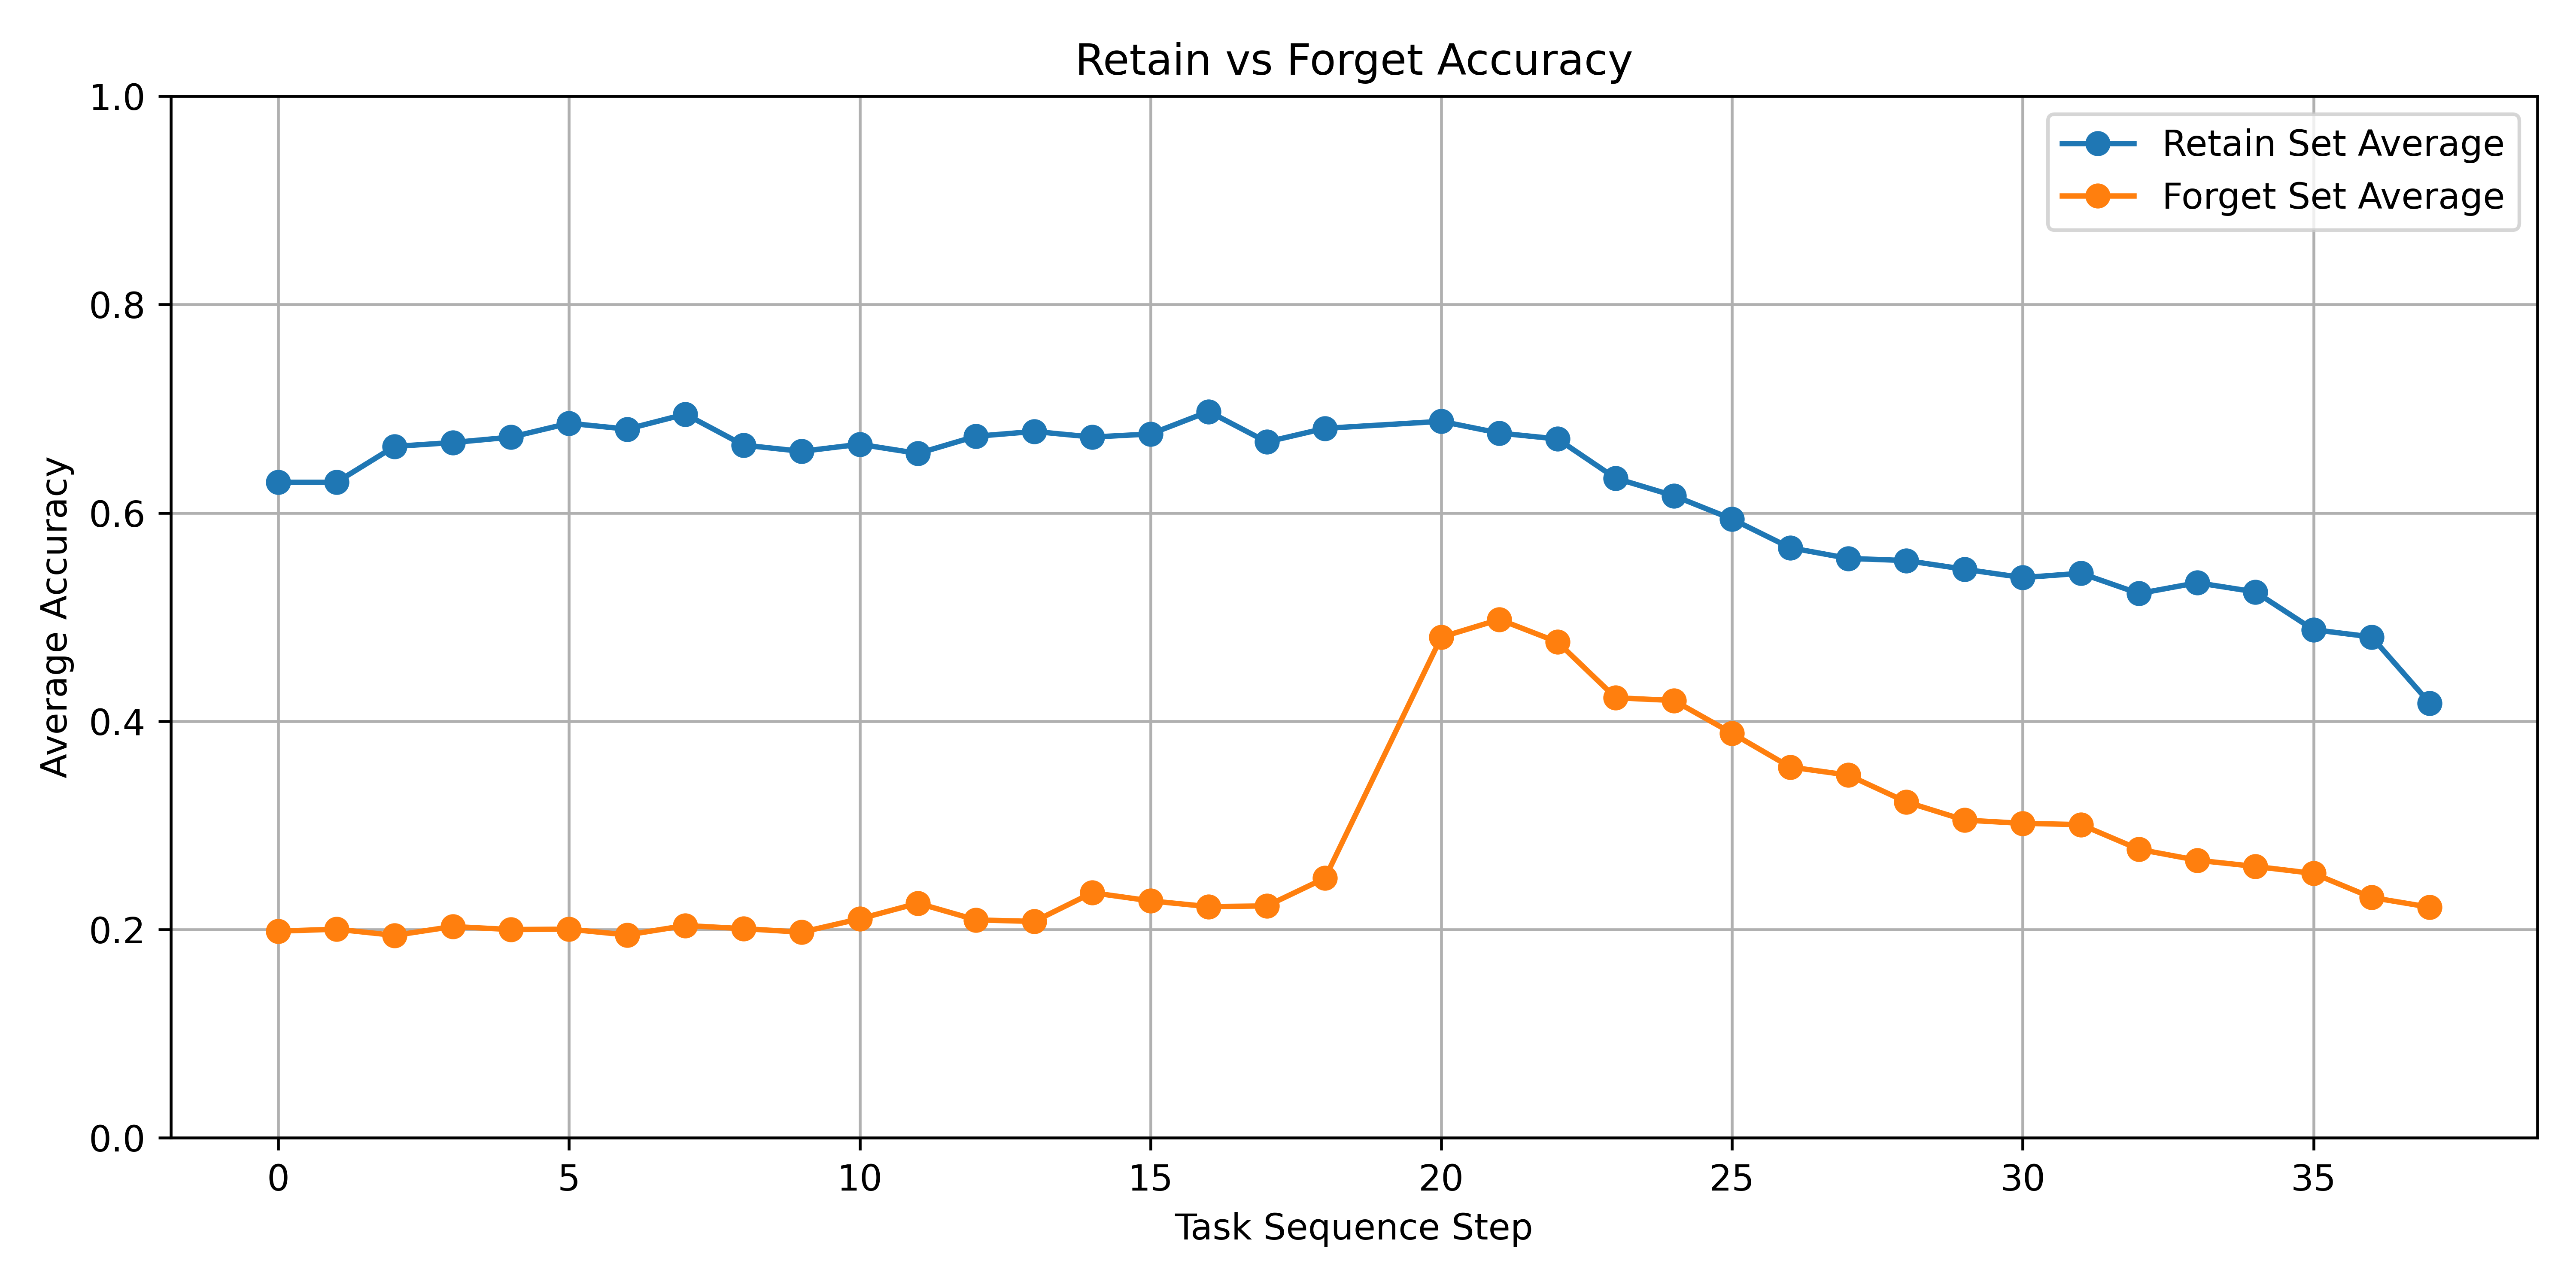 Retain vs Forget Accuracy
1.0
0.8
0.6
0.4
0.2
0.0
Average Accuracy
Retain Set Average
Forget Set Average
0 5 10 15 20 25 30 35
Task Sequence Step